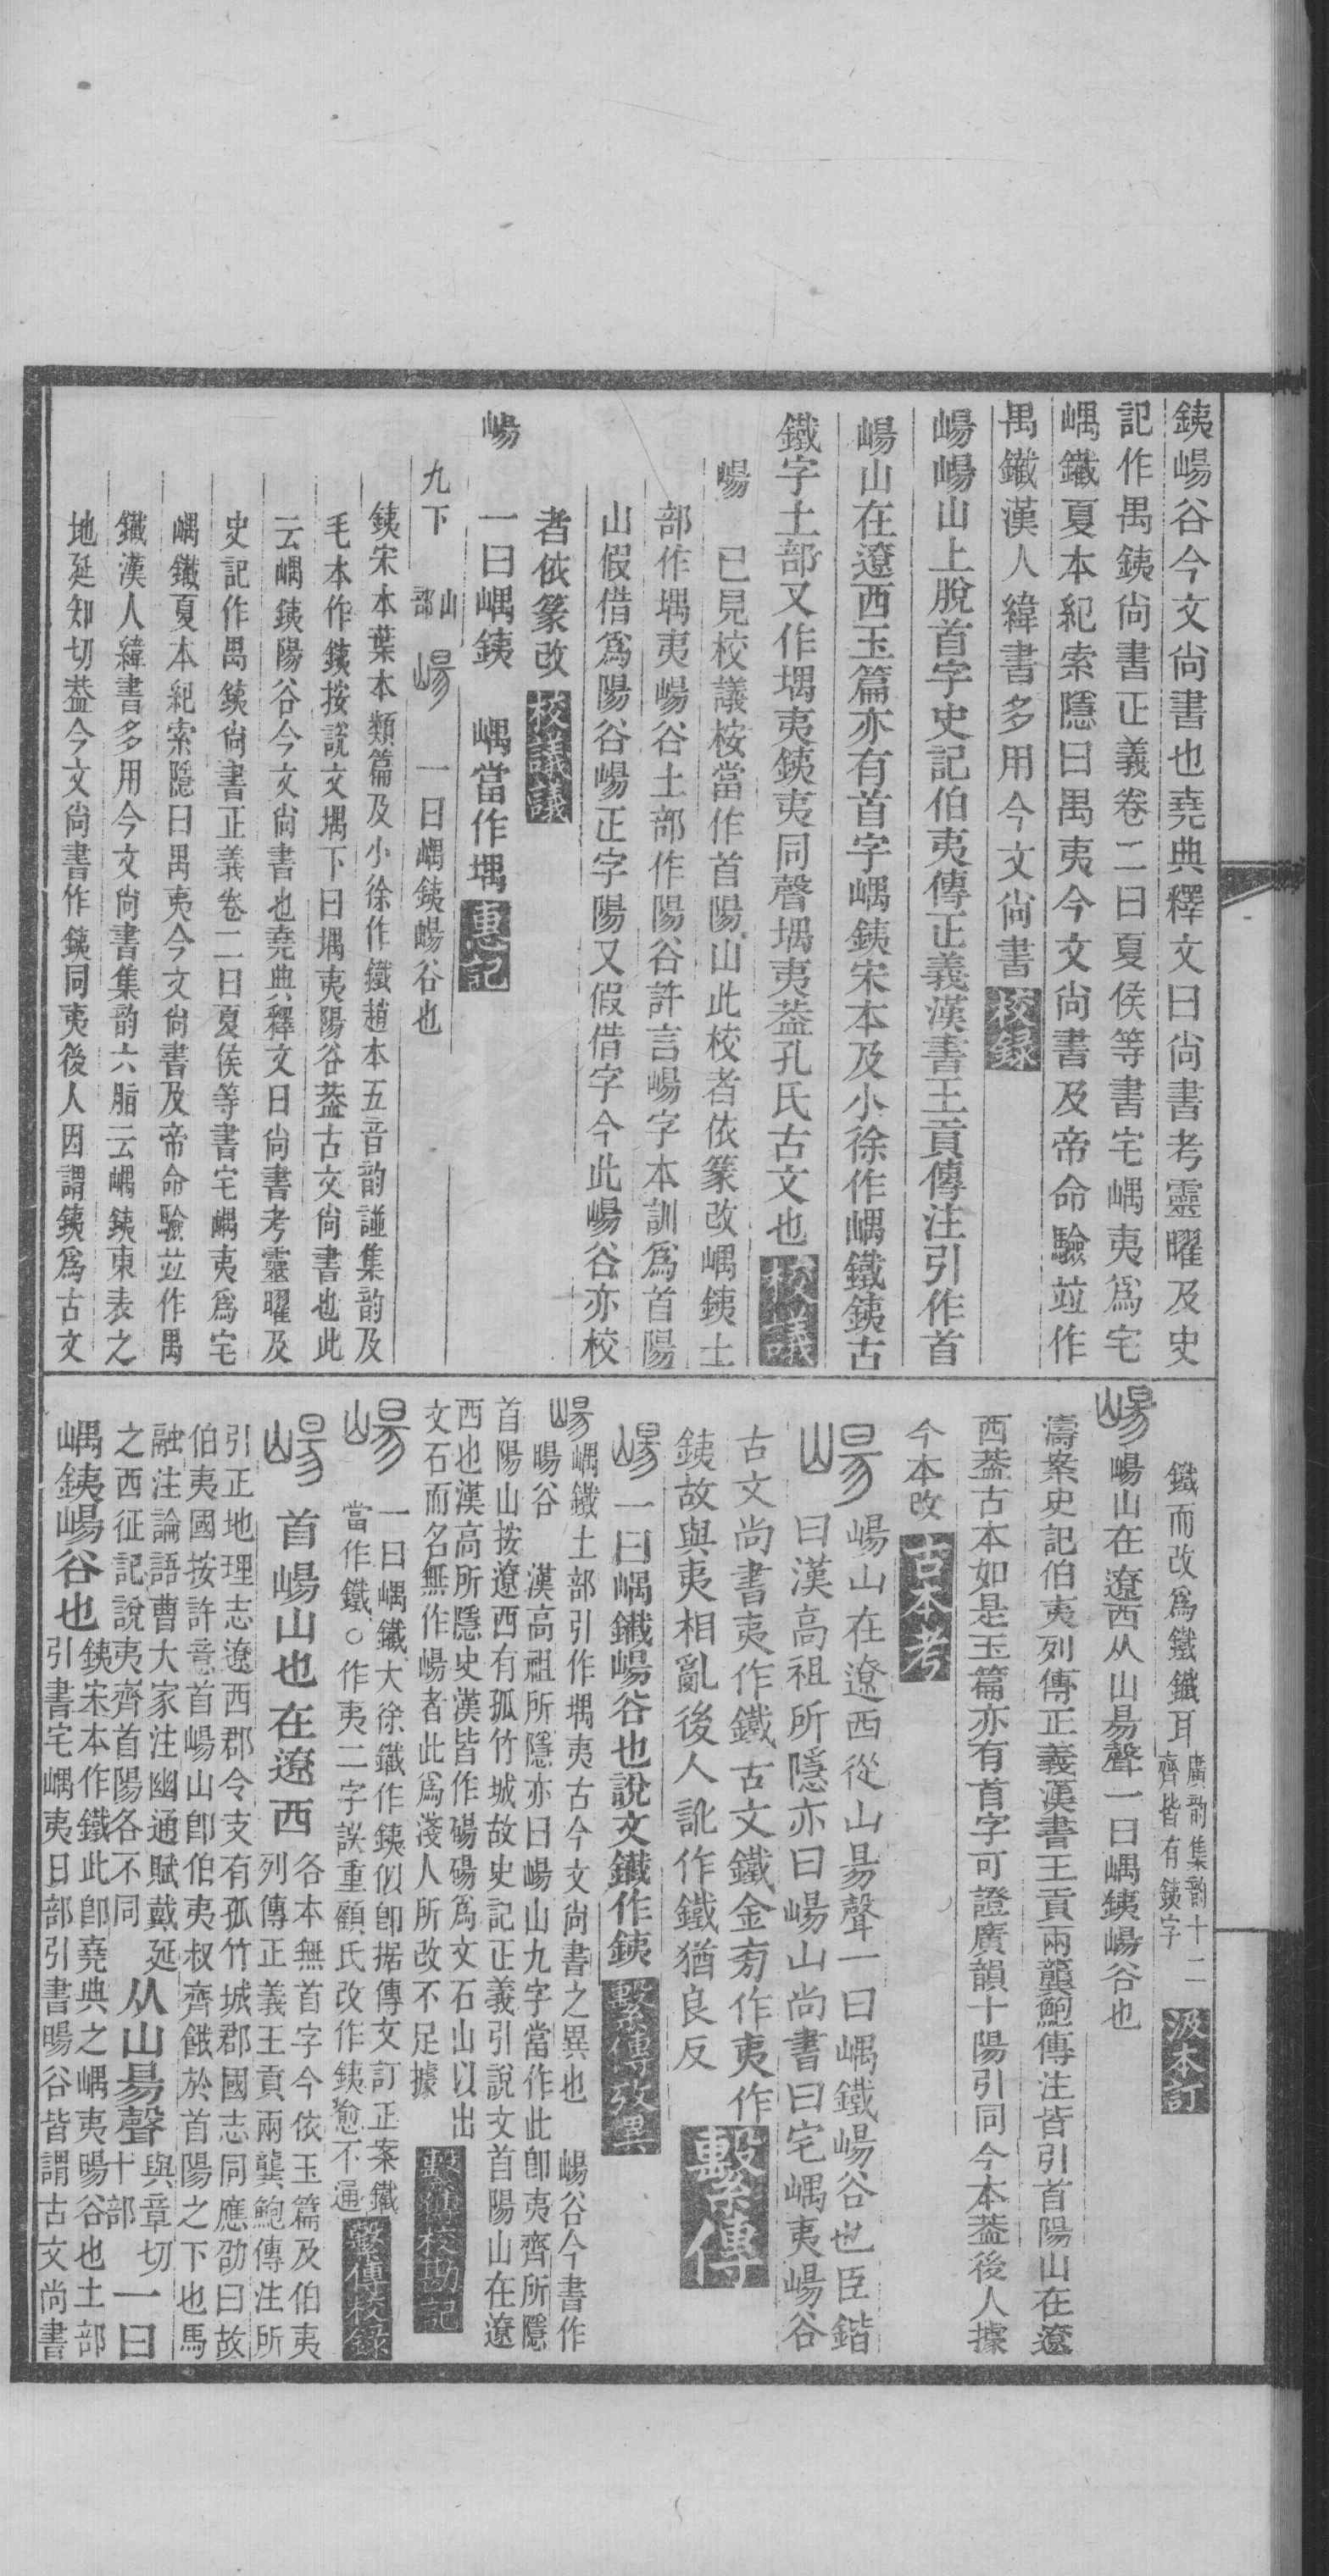 銕崵谷今文尙書也堯典釋文曰尙書考靈曜及史
記作禺銕尙書正義卷二曰夏侯等書宅嵎夷爲宅
嵎鐵夏本紀索隱曰禺夷今文尙書及帝命驗竝作
禺鐵漢人緯書多用今文尙書校錄
崵崵山上脫首字史記伯夷傳正義漢書王貢傳注引作首
崵山在遼西玉篇亦有首字嵎銕宋本及小徐作嵎鐵銕古
鐵字土部又作堣夷銕夷同聲堣夷葢孔氏古文也校議
崵 已見校議桉當作首陽山此校者依篆改嵎銕土
部作堣夷崵谷土部作陽谷許言崵字本訓爲首陽
山假借爲陽谷崵正字陽又假借字今此崵谷亦校
者依篆改校議議
崵 一曰嵎銕 嵎當作堣惠記
九下 山部 崵 一曰嵎銕崵谷也
銕宋本葉本類篇及小徐作鐵趙本五音韵譜集韵及
毛本作銕按說文堣下曰堣夷陽谷葢古文尙書也此
云嵎銕陽谷今文尙書也堯典釋文曰尙書考靈曜及
史記作禺銕尙書正義卷二曰夏侯等書宅嵎夷爲宅
嵎鐵夏本紀索隱曰禺夷今文尙書及帝命驗竝作禺
鐵漢人緯書多用今文尙書集韵六脂云嵎銕東表之
地延知切葢今文尙書作銕同夷後人因謂銕爲古文
鐵而改爲鐵鐵耳廣韵集韵十二齊皆有銕字 汲本訂
崵 崵山在遼西从山昜聲一曰嵎銕崵谷也
濤案史記伯夷列傳正義漢書王貢兩龔鮑傳注皆引首陽山在遼
西葢古本如是玉篇亦有首字可證廣韻十陽引同今本葢後人據
今本改 古本考
崵 崵山在遼西從山昜聲一曰嵎鐵崵谷也臣鍇
曰漢高祖所隱亦曰崵山尚書曰宅嵎夷崵谷
古文尚書夷作鐵古文鐵金旁作夷作
銕故與夷相亂後人訛作鐵猶良反 繫傳
崵 一曰嵎鐵崵谷也說文鐵作銕繫傳攷異
崵 嵎鐵土部引作堣夷古今文尙書之異也 崵谷今書作
暘谷 漢高祖所隱亦曰崵山九字當作此卽夷齊所隱
首陽山按遼西有孤竹城故史記正義引説文首陽山在遼
西也漢高所隱史漢皆作碭碭爲文石山以出
文石而名無作崵者此爲淺人所改不足據 繫傳校勘記
崵 一曰嵎鐵大徐鐵作銕似卽据傳文訂正案鐵
當作鐵○作夷二字誤重顧氏改作銕愈不通繫傳校錄
崵 首崵山也在遼西 各本無首字今依玉篇及伯夷
列傳正義王貢兩龔鮑傳注所
引正地理志遼西郡令支有孤竹城郡國志同應劭曰故
伯夷國按許意首崵山卽伯夷叔齊餓於首陽之下也馬
融注論語曹大家注幽通賦戴延
之西征記說夷齊首陽各不同 从山昜聲 與章切十部 一曰
嵎銕崵谷也 銕宋本作鐵此卽堯典之嵎夷暘谷也土部
引書宅嵎夷日部引書暘谷皆謂古文尙書